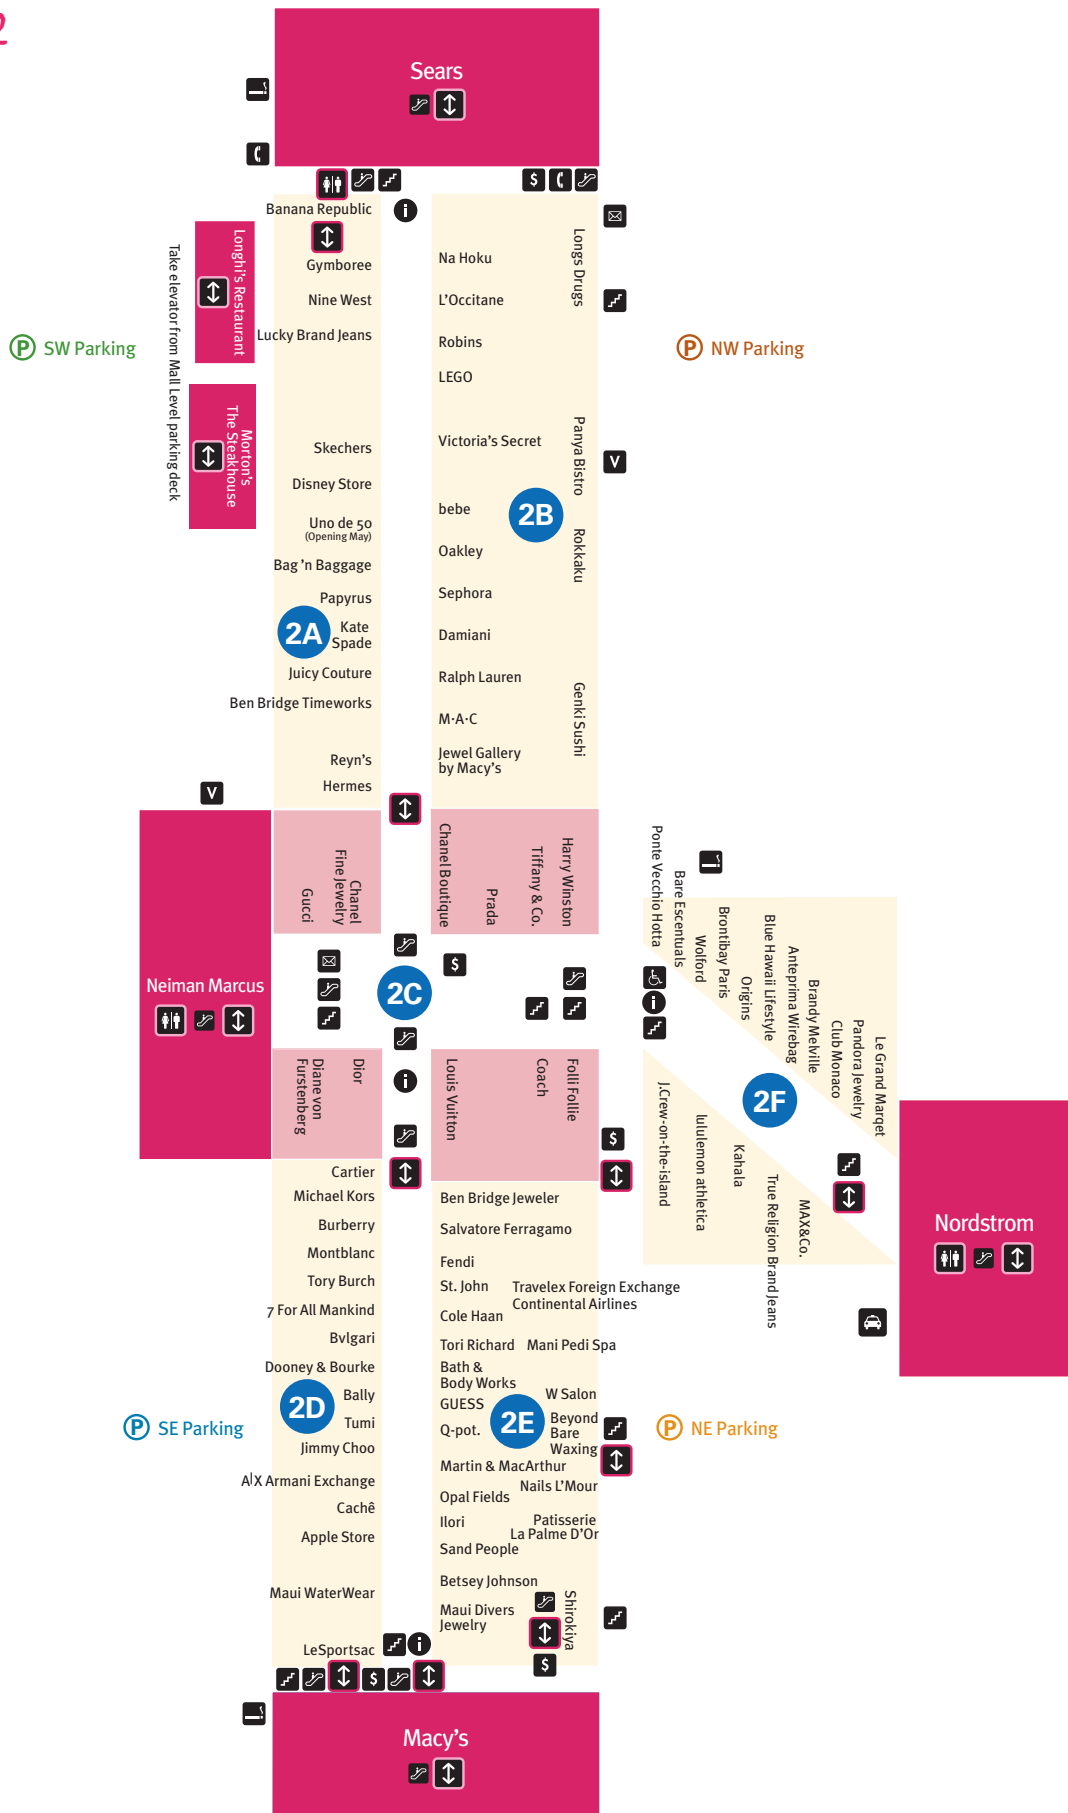 2
Sears
$
Banana Republic
i
Gymboree
Nine West
Lucky Brand Jeans
Longhi's Restaurant
Morton's
The Steakhouse
Take elevator from Mall Level parking deck
P SW Parking
Na Hoku
L'Occitane
Robins
LEGO
Longs Drugs
P NW Parking
Skechers
Disney Store
Uno de 50
(Opening May)
Bag 'n Baggage
Papyrus
2A
Kate
Spade
Juicy Couture
Ben Bridge Timeworks
Reyn's
Hermes
Victoria's Secret
bebe
2B
Oakley
Sephora
Damiani
Ralph Lauren
M·A·C
Jewel Gallery
by Macy's
Panya Bistro
V
Rokkaku
Genki Sushi
V
Neiman Marcus
Chanel
Fine Jewelry
Gucci
Chanel Boutique
Prada
Tiffany & Co.
Harry Winston
2C
$
Dior
Diane von
Furstenberg
i
Louis Vuitton
Coach
Folli Follie
$
Ponte Vecchio Hotta
Bare Escentuals
Wolford
Brontibay Paris
Origins
Blue Hawaii Lifestyle
Anteprima Wirebag
Brandy Melville
Club Monaco
Pandora Jewelry
Le Grand Marqet
i
2F
J.Crew-on-the-island
lululemon athletica
Kahala
True Religion Brand Jeans
MAX&Co.
Nordstrom
Cartier
Michael Kors
Burberry
Montblanc
Tory Burch
7 For All Mankind
Bvlgari
Dooney & Bourke
2D
Bally
Tumi
Jimmy Choo
A|X Armani Exchange
Cachê
Apple Store
Maui WaterWear
LeSportsac
P SE Parking
Ben Bridge Jeweler
Salvatore Ferragamo
Fendi
St. John
Travelex Foreign Exchange
Continental Airlines
Cole Haan
Tori Richard
Mani Pedi Spa
Bath &
Body Works
W Salon
GUESS
2E
Q-pot.
Beyond
Bare
Waxing
P NE Parking
Martin & MacArthur
Nails L'Mour
Opal Fields
Ilori
Patisserie
La Palme D'Or
Sand People
Betsey Johnson
Maui Divers
Jewelry
Shirokiya
$
i
$
Macy's